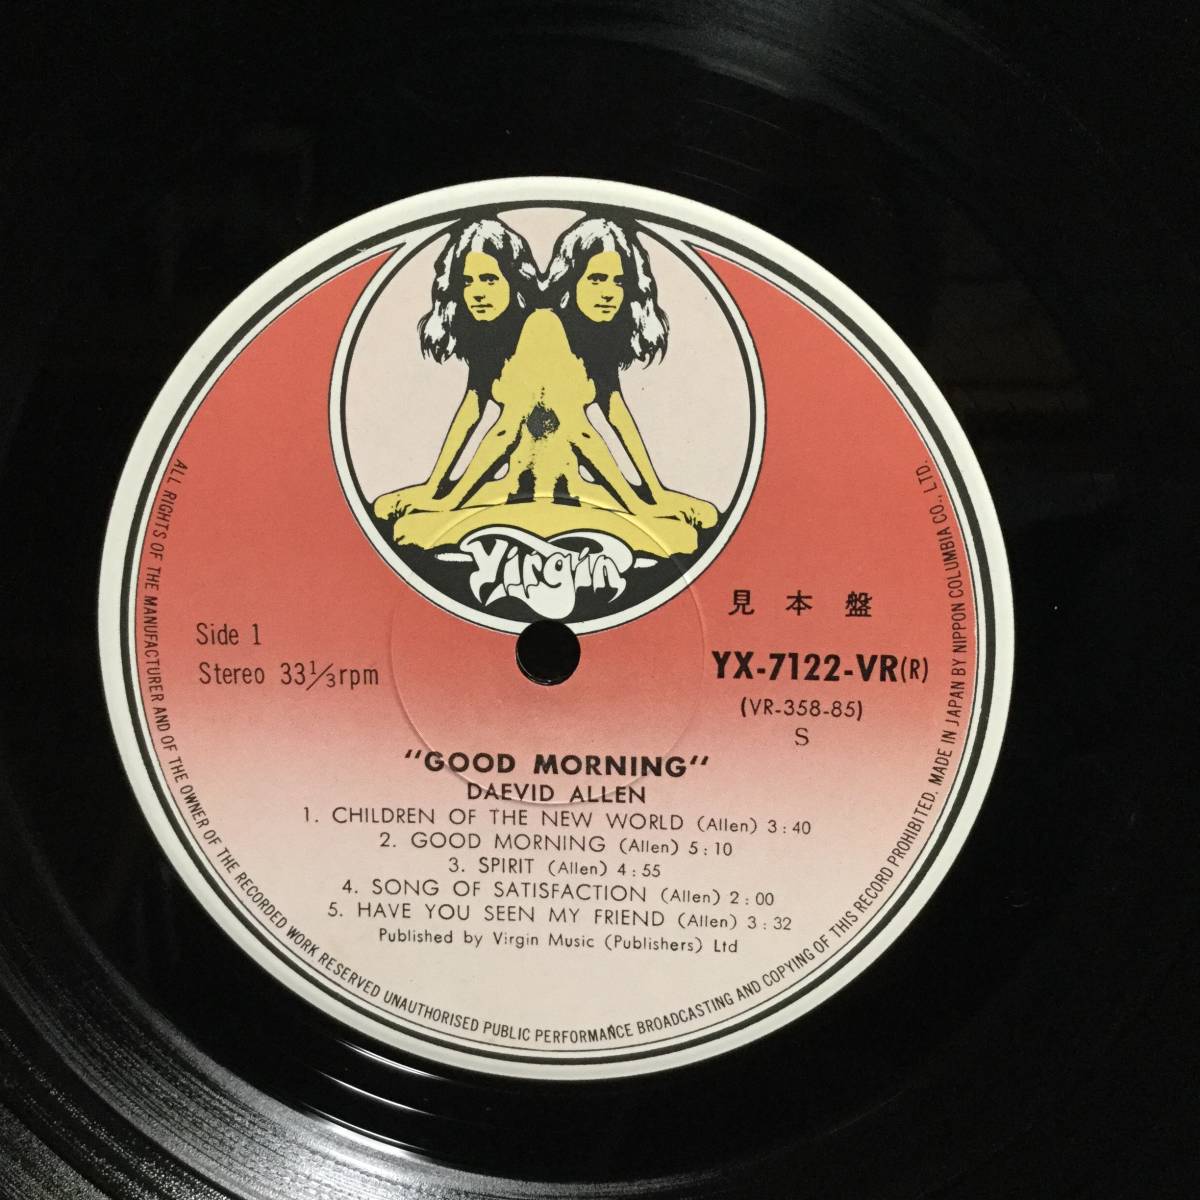 Virgin
見本盤
Side 1
Stereo 33⅓rpm
YX-7122-VR(R)
(VR-358-85)
S
"GOOD MORNING"
DAEVID ALLEN
1. CHILDREN OF THE NEW WORLD (Allen) 3:40
2. GOOD MORNING (Allen) 5:10
3. SPIRIT (Allen) 4:55
4. SONG OF SATISFACTION (Allen) 2:00
5. HAVE YOU SEEN MY FRIEND (Allen) 3:32
Published by Virgin Music (Publishers) Ltd
ALL RIGHTS OF THE MANUFACTURER AND OF THE OWNER OF THE RECORDED WORK RESERVED UNAUTHORISED PUBLIC PERFORMANCE BROADCASTING AND COPYING OF THIS RECORD PROHIBITED. MADE IN JAPAN BY NIPPON COLUMBIA CO., LTD.